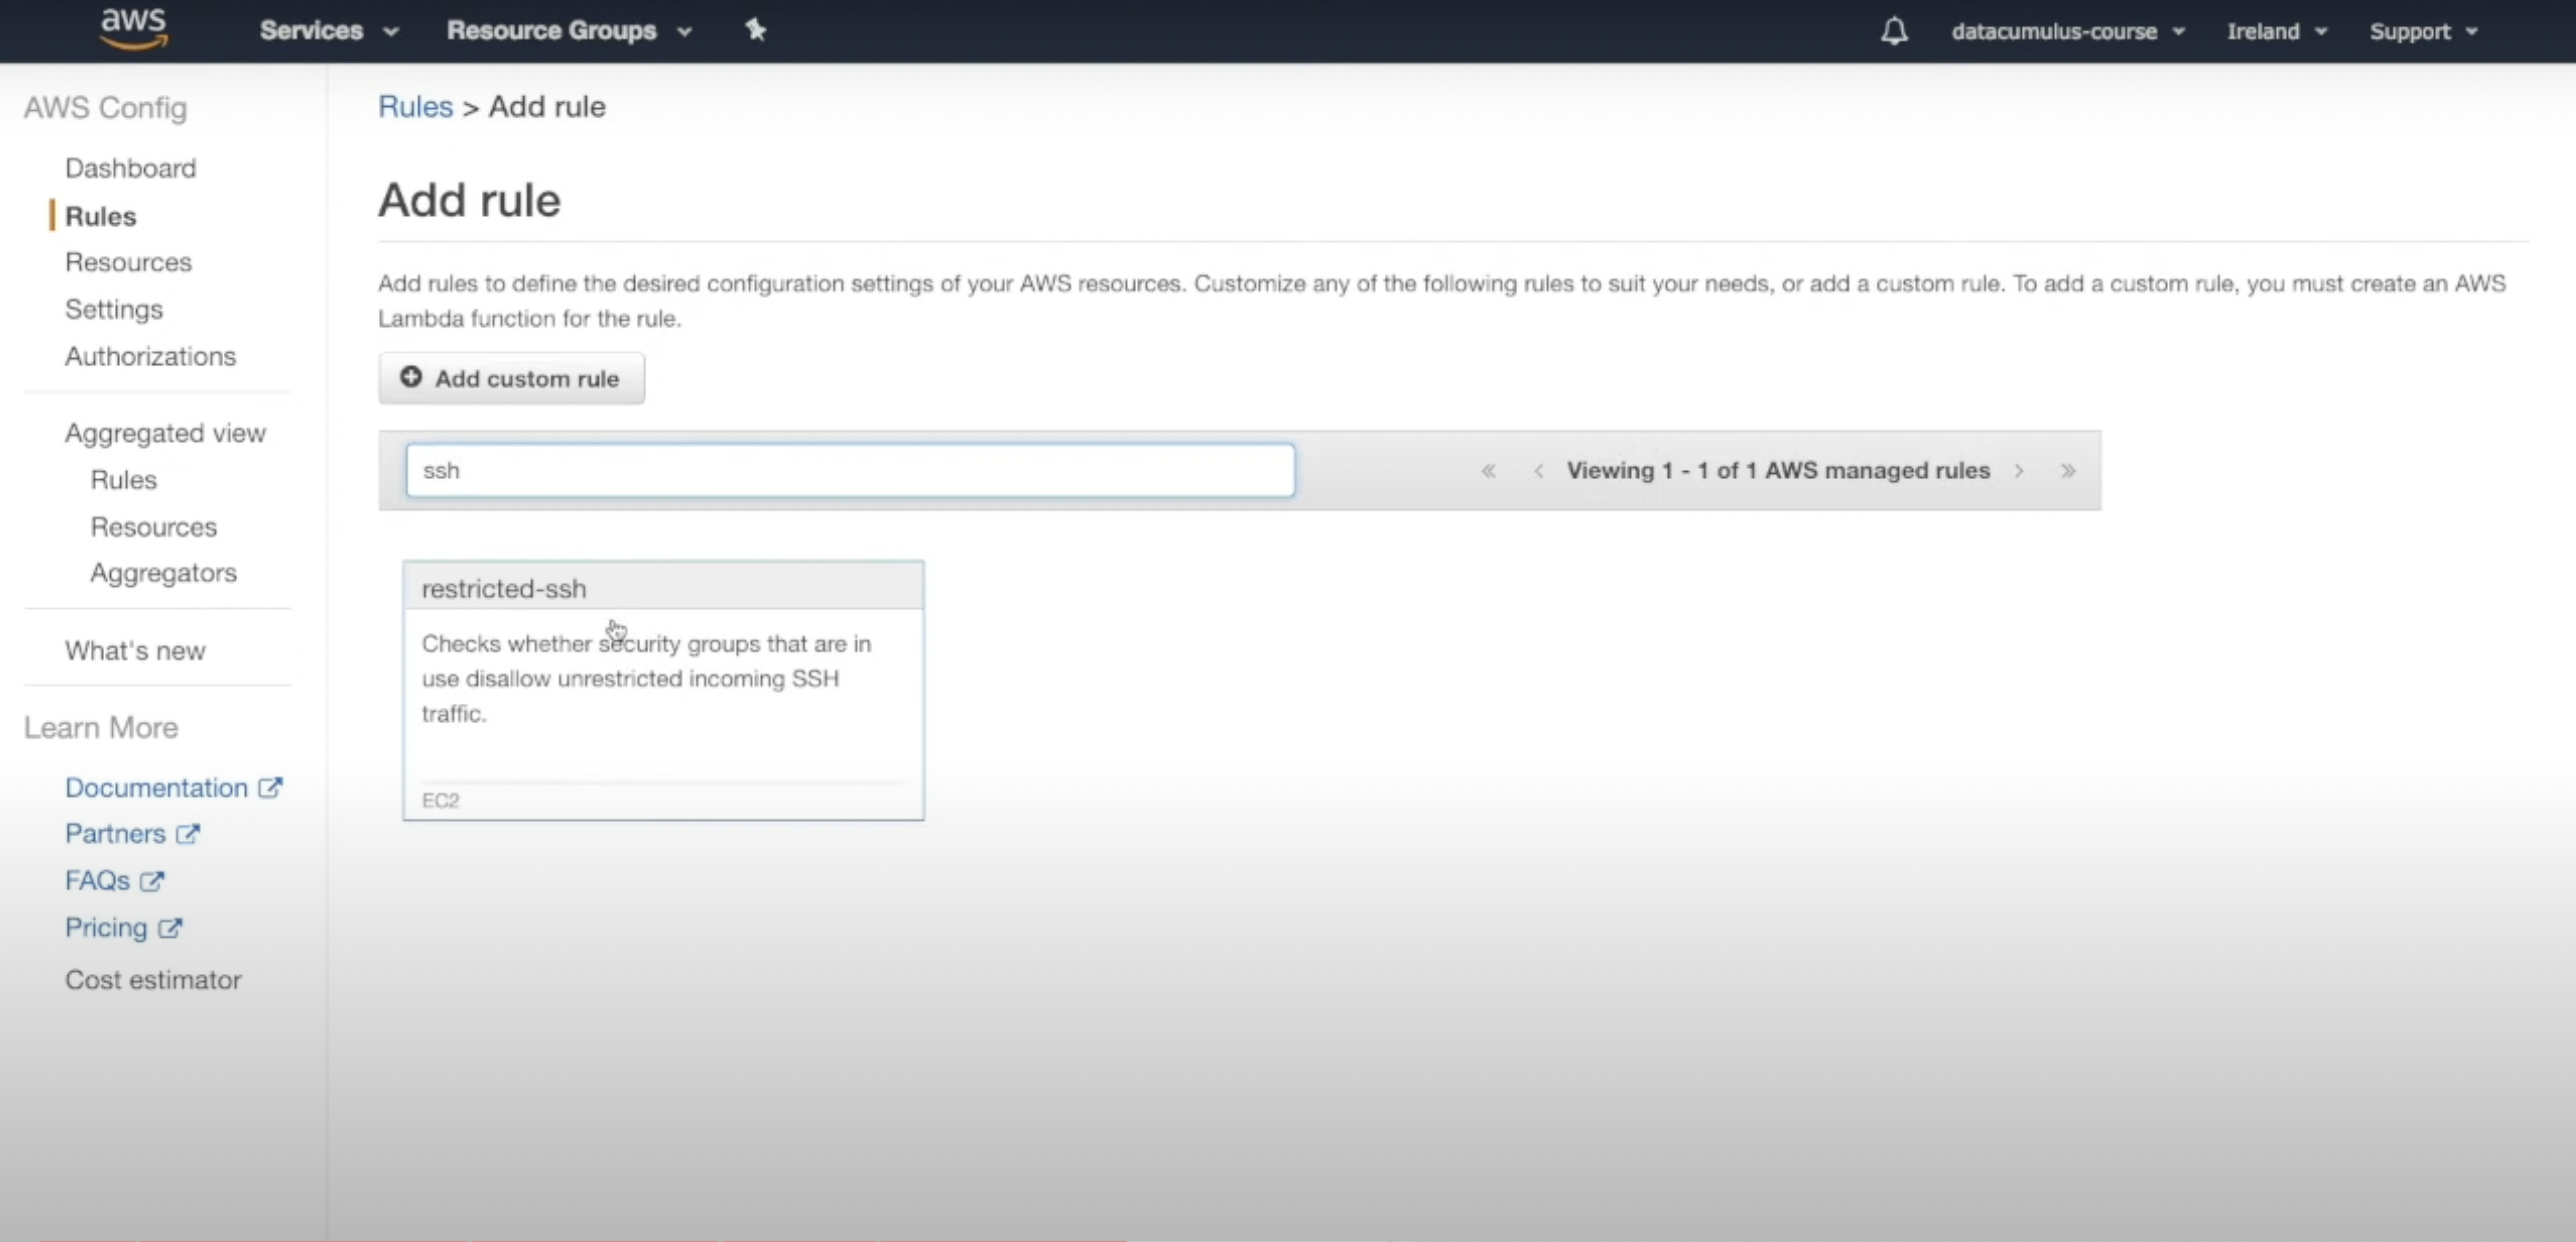 aws
Services
Resource Groups
datacumulus-course
Ireland
Support
AWS Config
Dashboard
Rules
Resources
Settings
Authorizations
Aggregated view
Rules
Resources
Aggregators
What's new
Learn More
Documentation
Partners
FAQs
Pricing
Cost estimator
Rules > Add rule
Add rule
Add rules to define the desired configuration settings of your AWS resources. Customize any of the following rules to suit your needs, or add a custom rule. To add a custom rule, you must create an AWS
Lambda function for the rule.
Add custom rule
ssh
« < Viewing 1 - 1 of 1 AWS managed rules > »
restricted-ssh
Checks whether security groups that are in
use disallow unrestricted incoming SSH
traffic.
EC2